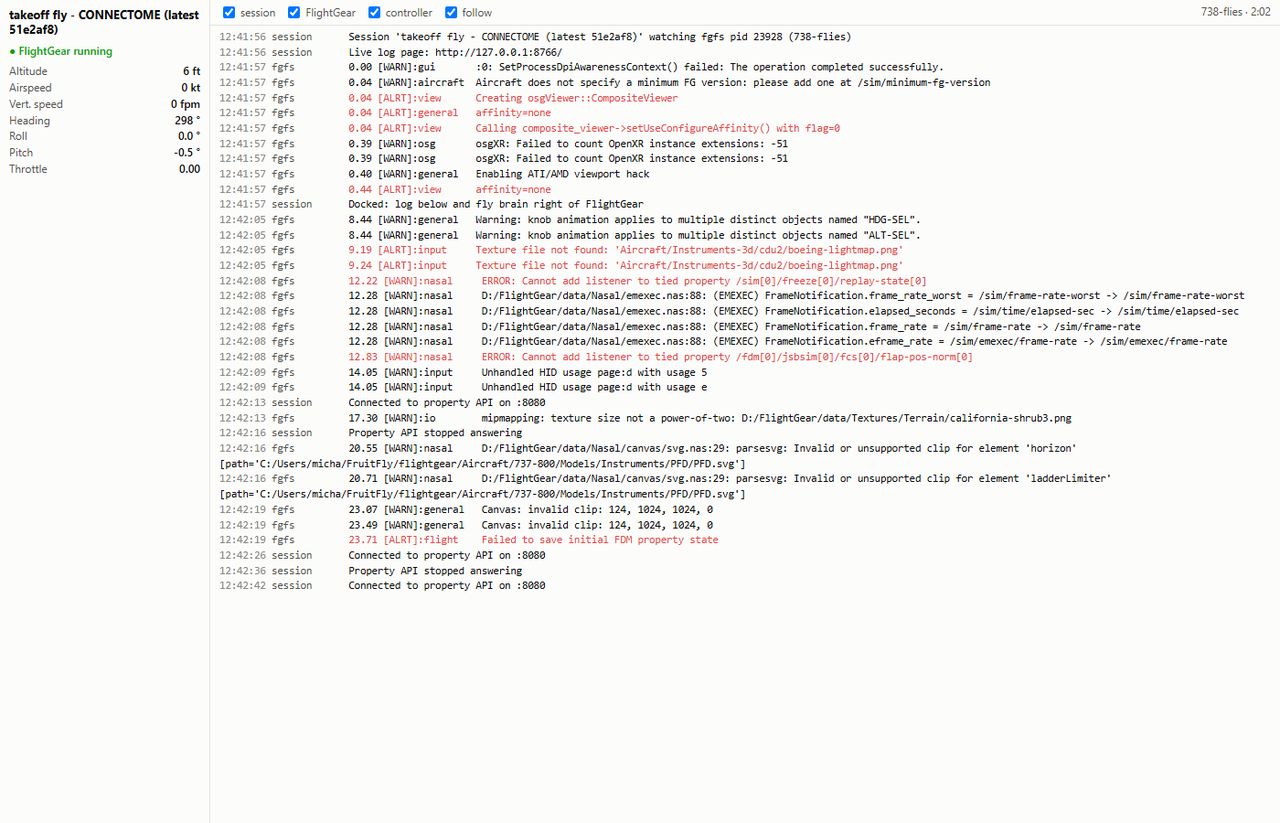 takeoff fly - CONNECTOME (latest 51e2af8)
● FlightGear running
Altitude 6 ft
Airspeed 0 kt
Vert. speed 0 fpm
Heading 298 °
Roll 0.0 °
Pitch -0.5 °
Throttle 0.00
session FlightGear controller follow 738-flies · 2:02
12:41:56 session Session 'takeoff fly - CONNECTOME (latest 51e2af8)' watching fgfs pid 23928 (738-flies)
12:41:56 session Live log page: http://127.0.0.1:8766/
12:41:57 fgfs 0.00 [WARN]:gui :0: SetProcessDpiAwarenessContext() failed: The operation completed successfully.
12:41:57 fgfs 0.04 [WARN]:aircraft Aircraft does not specify a minimum FG version: please add one at /sim/minimum-fg-version
12:41:57 fgfs 0.04 [ALRT]:view Creating osgViewer::CompositeViewer
12:41:57 fgfs 0.04 [ALRT]:general affinity=none
12:41:57 fgfs 0.04 [ALRT]:view Calling composite_viewer->setUseConfigureAffinity() with flag=0
12:41:57 fgfs 0.39 [WARN]:osg osgXR: Failed to count OpenXR instance extensions: -51
12:41:57 fgfs 0.39 [WARN]:osg osgXR: Failed to count OpenXR instance extensions: -51
12:41:57 fgfs 0.40 [WARN]:general Enabling ATI/AMD viewport hack
12:41:57 fgfs 0.44 [ALRT]:view affinity=none
12:41:57 session Docked: log below and fly brain right of FlightGear
12:42:05 fgfs 8.44 [WARN]:general Warning: knob animation applies to multiple distinct objects named "HDG-SEL".
12:42:05 fgfs 8.44 [WARN]:general Warning: knob animation applies to multiple distinct objects named "ALT-SEL".
12:42:05 fgfs 9.19 [ALRT]:input Texture file not found: 'Aircraft/Instruments-3d/cdu2/boeing-lightmap.png'
12:42:05 fgfs 9.24 [ALRT]:input Texture file not found: 'Aircraft/Instruments-3d/cdu2/boeing-lightmap.png'
12:42:08 fgfs 12.22 [WARN]:nasal ERROR: Cannot add listener to tied property /sim[0]/freeze[0]/replay-state[0]
12:42:08 fgfs 12.28 [WARN]:nasal D:/FlightGear/data/Nasal/emexec.nas:88: (EMEXEC) FrameNotification.frame_rate_worst = /sim/frame-rate-worst -> /sim/frame-rate-worst
12:42:08 fgfs 12.28 [WARN]:nasal D:/FlightGear/data/Nasal/emexec.nas:88: (EMEXEC) FrameNotification.elapsed_seconds = /sim/time/elapsed-sec -> /sim/time/elapsed-sec
12:42:08 fgfs 12.28 [WARN]:nasal D:/FlightGear/data/Nasal/emexec.nas:88: (EMEXEC) FrameNotification.frame_rate = /sim/frame-rate -> /sim/frame-rate
12:42:08 fgfs 12.28 [WARN]:nasal D:/FlightGear/data/Nasal/emexec.nas:88: (EMEXEC) FrameNotification.eframe_rate = /sim/emexec/frame-rate -> /sim/emexec/frame-rate
12:42:08 fgfs 12.83 [WARN]:nasal ERROR: Cannot add listener to tied property /fdm[0]/jsbsim[0]/fcs[0]/flap-pos-norm[0]
12:42:09 fgfs 14.05 [WARN]:input Unhandled HID usage page:d with usage 5
12:42:09 fgfs 14.05 [WARN]:input Unhandled HID usage page:d with usage e
12:42:13 session Connected to property API on :8080
12:42:13 fgfs 17.30 [WARN]:io mipmapping: texture size not a power-of-two: D:/FlightGear/data/Textures/Terrain/california-shrub3.png
12:42:16 session Property API stopped answering
12:42:16 fgfs 20.55 [WARN]:nasal D:/FlightGear/data/Nasal/canvas/svg.nas:29: parsesvg: Invalid or unsupported clip for element 'horizon'
[path='C:/Users/micha/FruitFly/flightgear/Aircraft/737-800/Models/Instruments/PFD/PFD.svg']
12:42:16 fgfs 20.71 [WARN]:nasal D:/FlightGear/data/Nasal/canvas/svg.nas:29: parsesvg: Invalid or unsupported clip for element 'ladderLimiter'
[path='C:/Users/micha/FruitFly/flightgear/Aircraft/737-800/Models/Instruments/PFD/PFD.svg']
12:42:19 fgfs 23.07 [WARN]:general Canvas: invalid clip: 124, 1024, 1024, 0
12:42:19 fgfs 23.49 [WARN]:general Canvas: invalid clip: 124, 1024, 1024, 0
12:42:19 fgfs 23.71 [ALRT]:flight Failed to save initial FDM property state
12:42:26 session Connected to property API on :8080
12:42:36 session Property API stopped answering
12:42:42 session Connected to property API on :8080